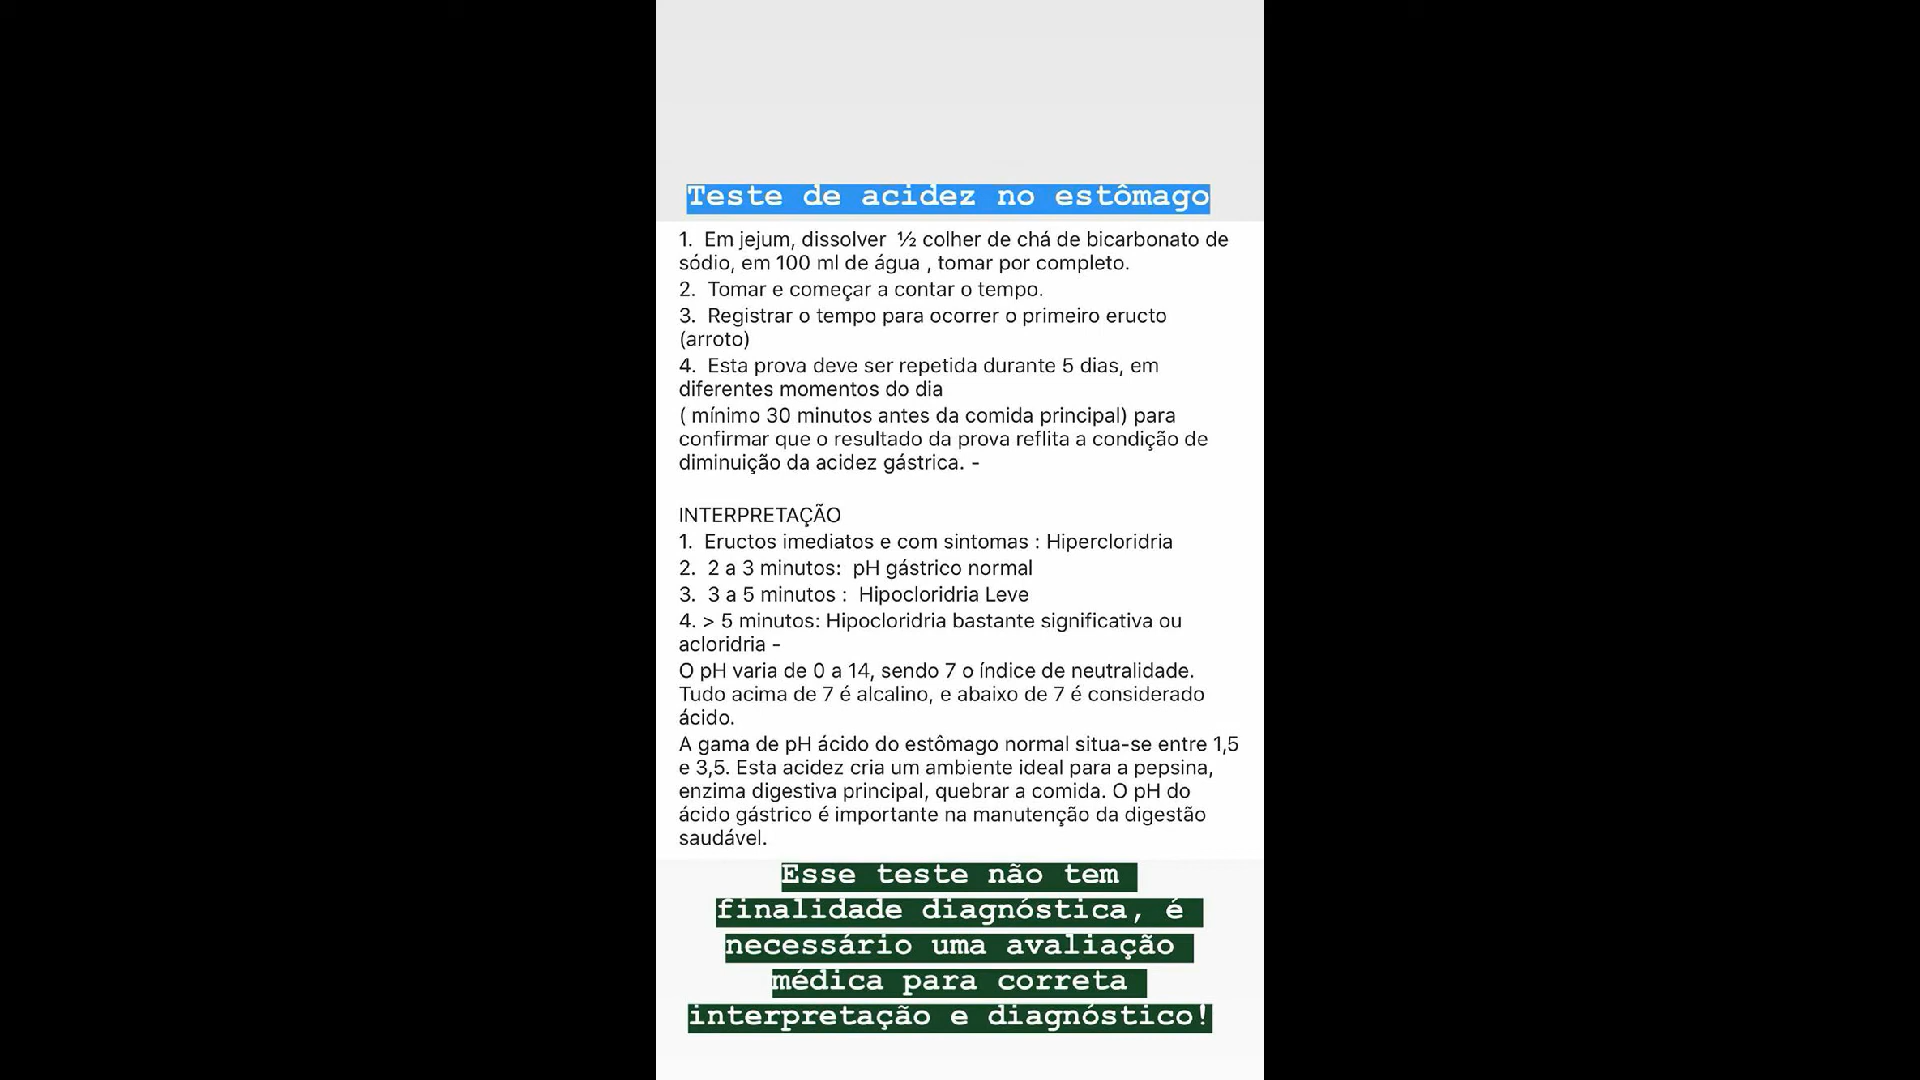 Teste de acidez no estômago
1.  Em jejum, dissolver  ½ colher de chá de bicarbonato de
sódio, em 100 ml de água , tomar por completo.
2.  Tomar e começar a contar o tempo.
3.  Registrar o tempo para ocorrer o primeiro eructo
(arroto)
4.  Esta prova deve ser repetida durante 5 dias, em
diferentes momentos do dia
( mínimo 30 minutos antes da comida principal) para
confirmar que o resultado da prova reflita a condição de
diminuição da acidez gástrica. -
INTERPRETAÇÃO
1.  Eructos imediatos e com sintomas : Hipercloridria
2.  2 a 3 minutos:  pH gástrico normal
3.  3 a 5 minutos :  Hipocloridria Leve
4. > 5 minutos: Hipocloridria bastante significativa ou
acloridria -
O pH varia de 0 a 14, sendo 7 o índice de neutralidade.
Tudo acima de 7 é alcalino, e abaixo de 7 é considerado
ácido.
A gama de pH ácido do estômago normal situa-se entre 1,5
e 3,5. Esta acidez cria um ambiente ideal para a pepsina,
enzima digestiva principal, quebrar a comida. O pH do
ácido gástrico é importante na manutenção da digestão
saudável.
Esse teste não tem
finalidade diagnóstica, é
necessário uma avaliação
médica para correta
interpretação e diagnóstico!